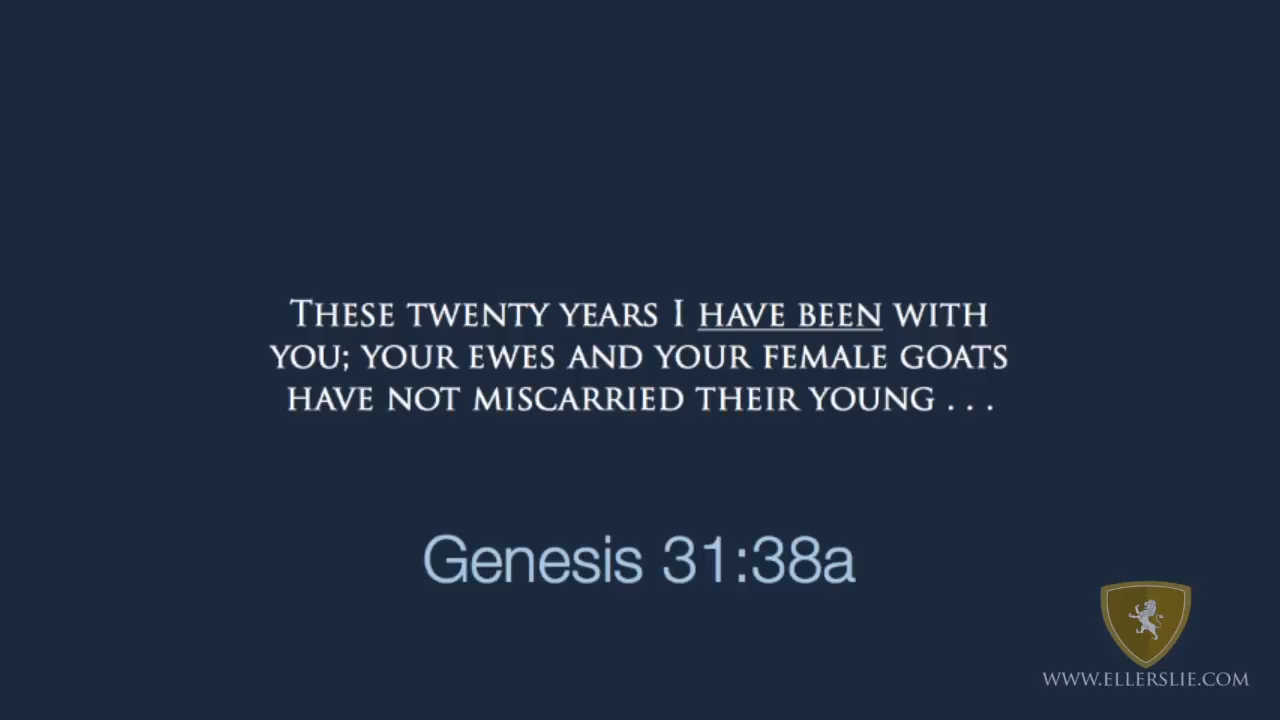 These twenty years I have been with
you; your ewes and your female goats
have not miscarried their young . . .
Genesis 31:38a
www.ellerslie.com